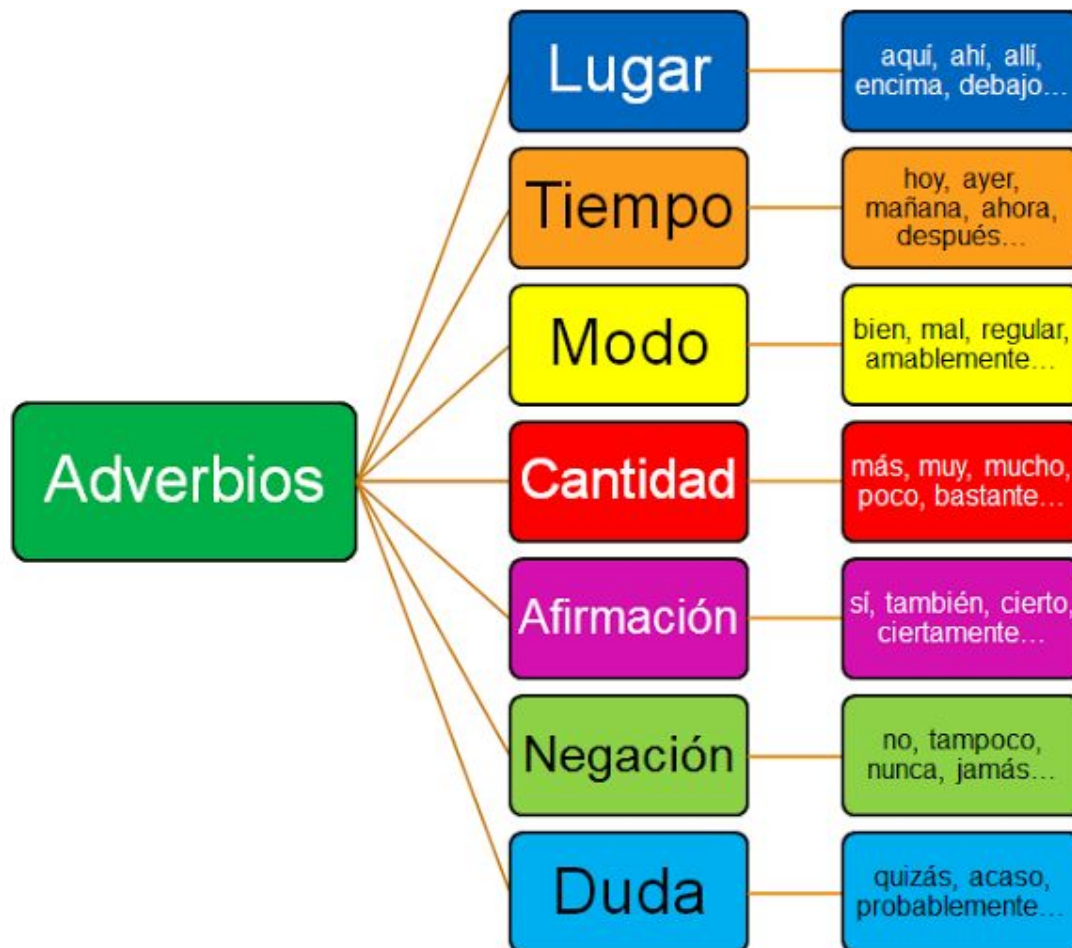 Adverbios
Lugar
aquí, ahí, allí,
encima, debajo…
Tiempo
hoy, ayer,
mañana, ahora,
después…
Modo
bien, mal, regular,
amablemente…
Cantidad
más, muy, mucho,
poco, bastante…
Afirmación
sí, también, cierto,
ciertamente…
Negación
no, tampoco,
nunca, jamás…
Duda
quizás, acaso,
probablemente…